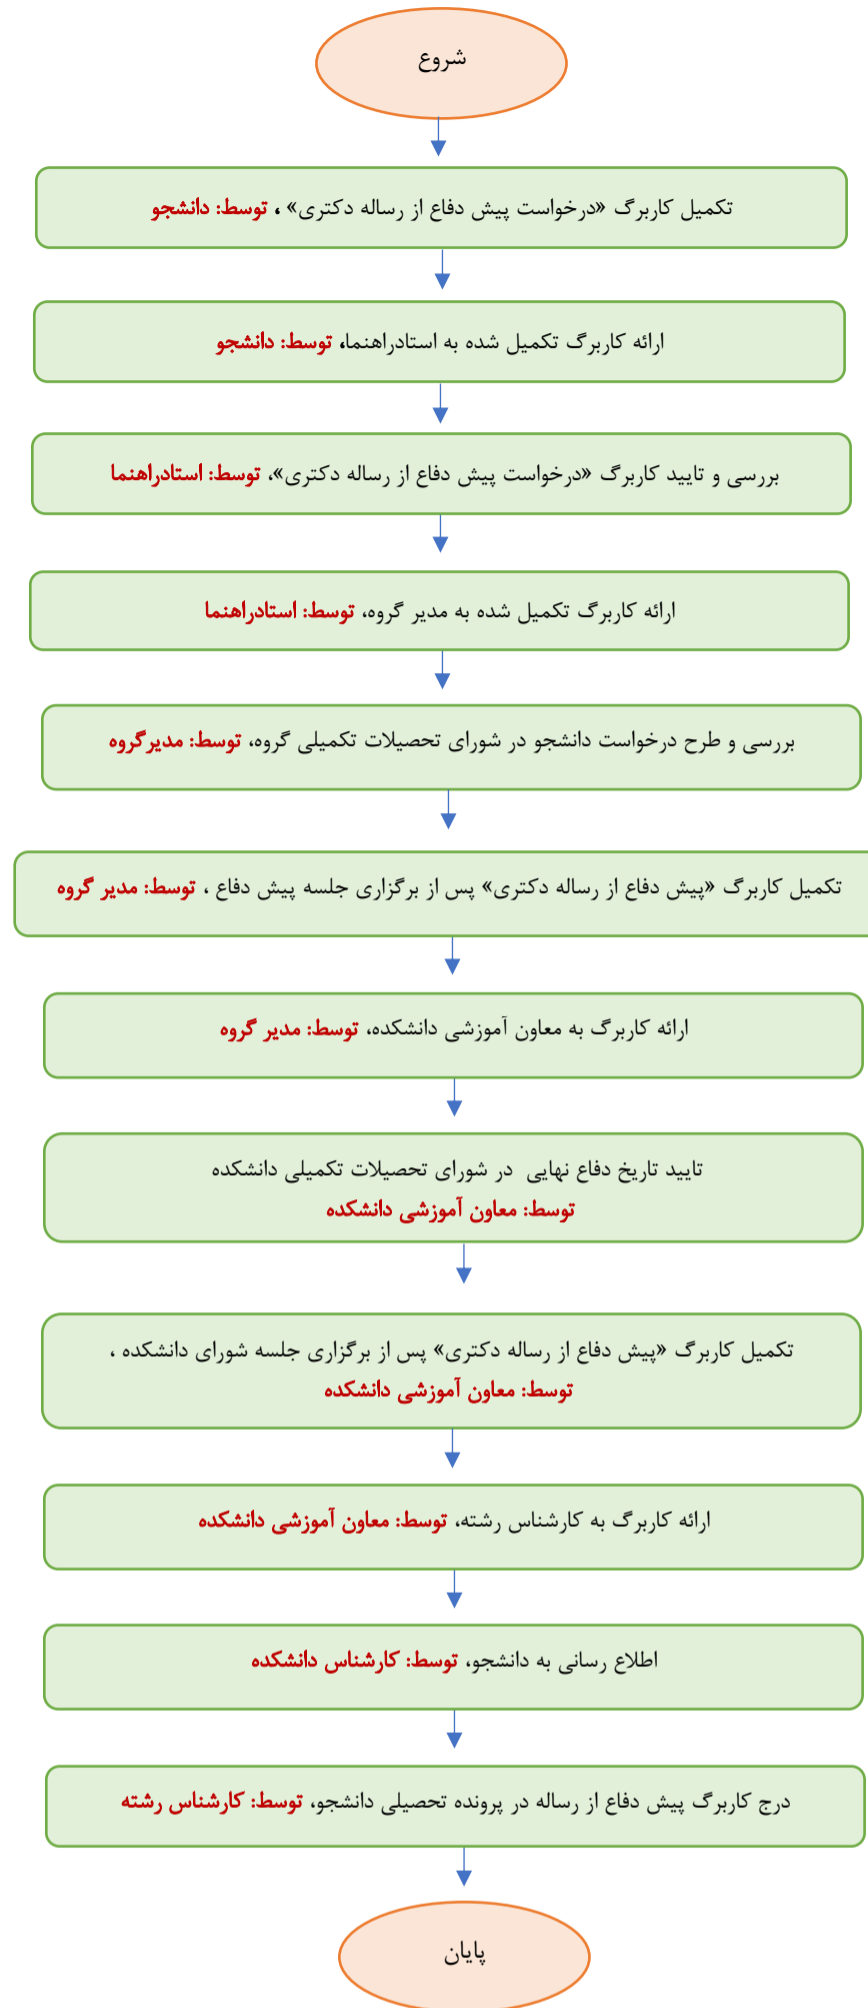 شروع
تکمیل کاربرگ «درخواست پیش دفاع از رساله دکتری» ، توسط: دانشجو
ارائه کاربرگ تکمیل شده به استادراهنما، توسط: دانشجو
بررسی و تایید کاربرگ «درخواست پیش دفاع از رساله دکتری»، توسط: استادراهنما
ارائه کاربرگ تکمیل شده به مدیر گروه، توسط: استادراهنما
بررسی و طرح درخواست دانشجو در شورای تحصیلات تکمیلی گروه، توسط: مدیرگروه
تکمیل کاربرگ «پیش دفاع از رساله دکتری» پس از برگزاری جلسه پیش دفاع ، توسط: مدیر گروه
ارائه کاربرگ به معاون آموزشی دانشکده، توسط: مدیر گروه
تایید تاریخ دفاع نهایی در شورای تحصیلات تکمیلی دانشکده
توسط: معاون آموزشی دانشکده
تکمیل کاربرگ «پیش دفاع از رساله دکتری» پس از برگزاری جلسه شورای دانشکده ،
توسط: معاون آموزشی دانشکده
ارائه کاربرگ به کارشناس رشته، توسط: معاون آموزشی دانشکده
اطلاع رسانی به دانشجو، توسط: کارشناس دانشکده
درج کاربرگ پیش دفاع از رساله در پرونده تحصیلی دانشجو، توسط: کارشناس رشته
پایان